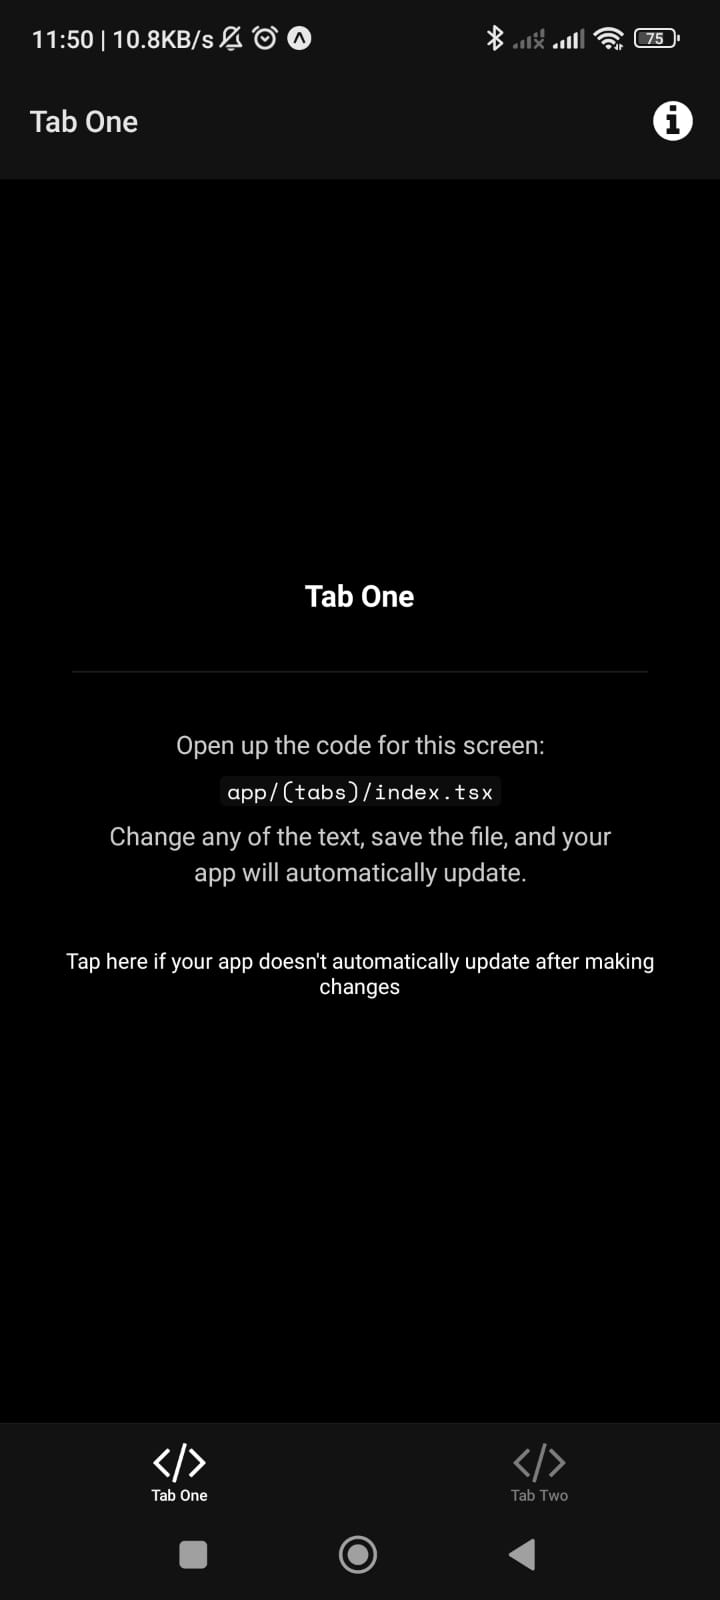 11:50 | 10.8KB/s
75
Tab One
Tab One
Open up the code for this screen:
app/(tabs)/index.tsx
Change any of the text, save the file, and your
app will automatically update.
Tap here if your app doesn't automatically update after making
changes
Tab One
Tab Two